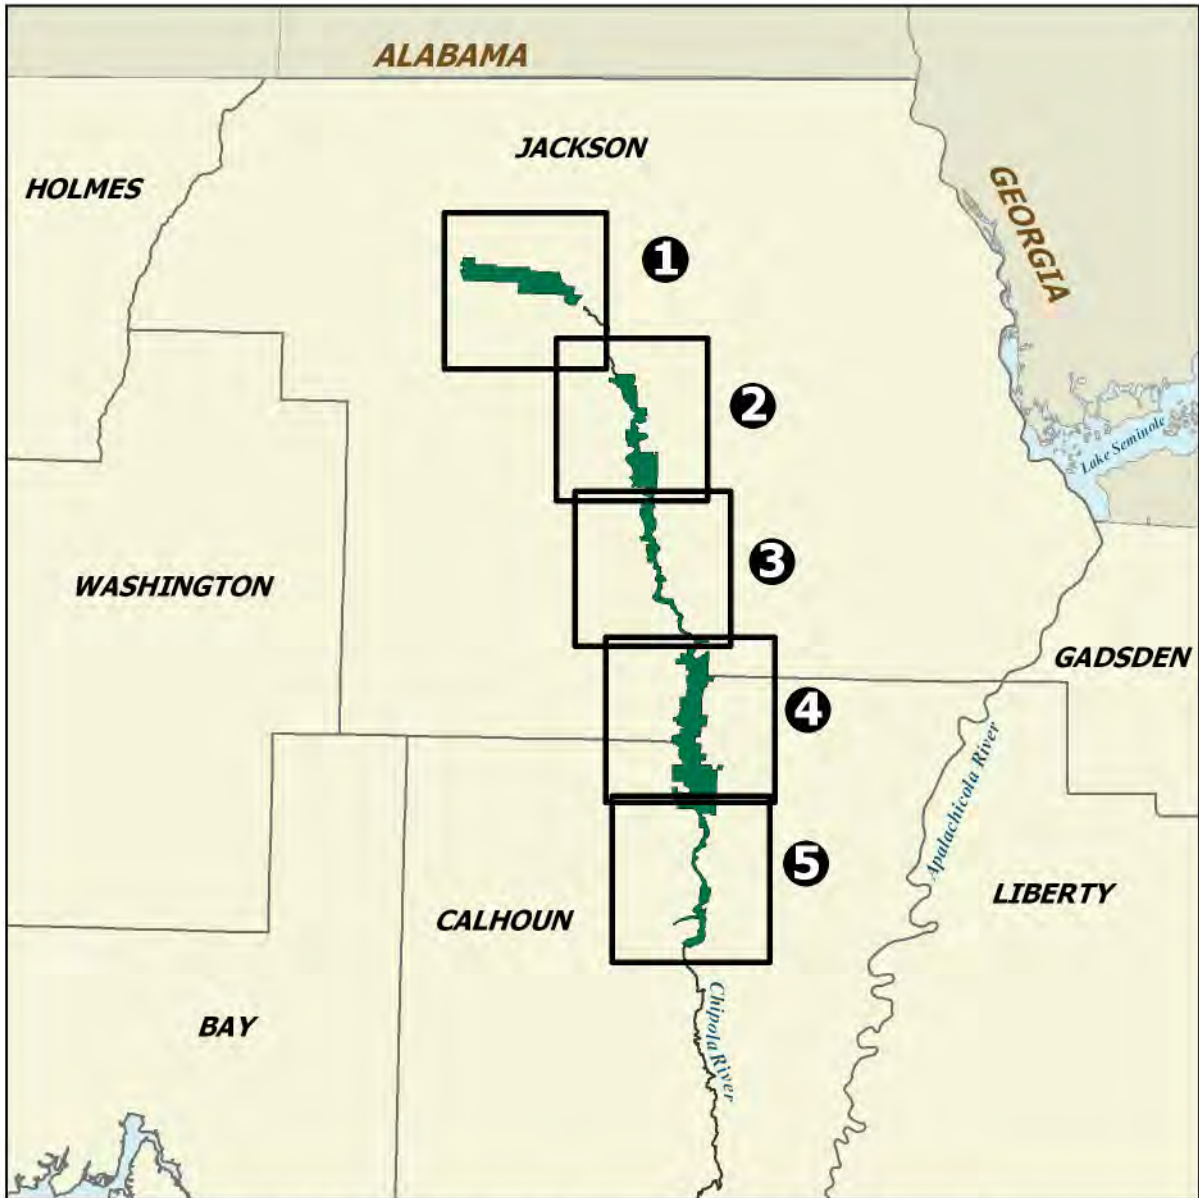 ALABAMA
JACKSON
HOLMES
GEORGIA
1
2
Lake Seminole
3
WASHINGTON
GADSDEN
4
Apalachicola River
5
LIBERTY
CALHOUN
Chipola River
BAY